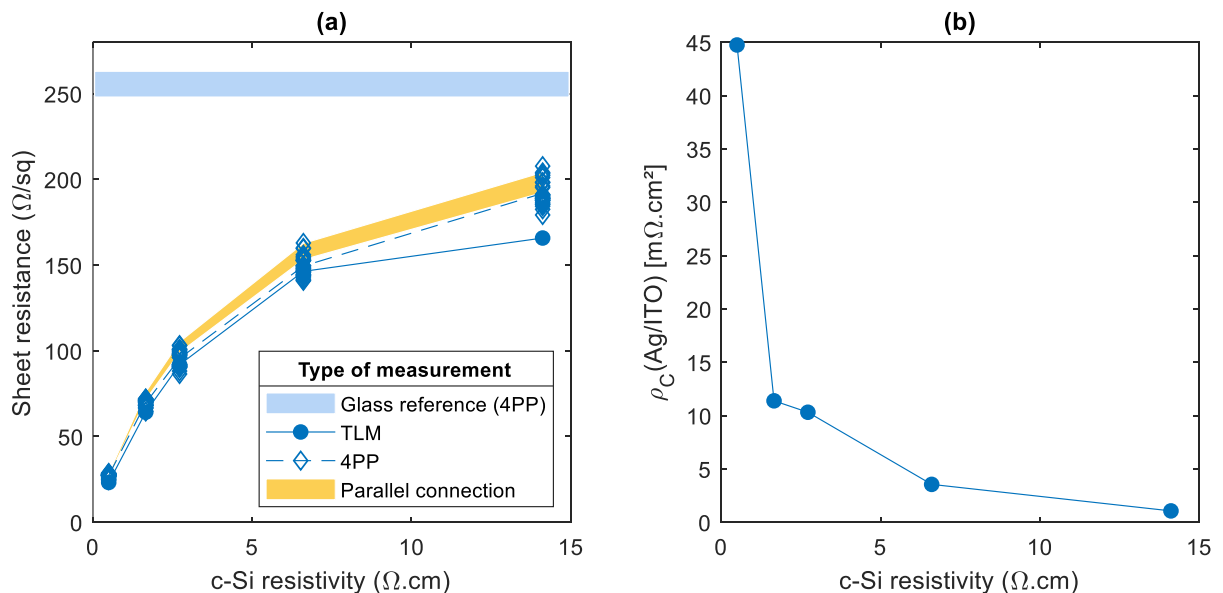 (a)
250
200
150
100
50
0
0
5
10
15
Sheet resistance (Ω/sq)
c-Si resistivity (Ω.cm)
Type of measurement
Glass reference (4PP)
TLM
4PP
Parallel connection
(b)
45
40
35
30
25
20
15
10
5
0
0
5
10
15
ρC(Ag/ITO) [mΩ.cm²]
c-Si resistivity (Ω.cm)